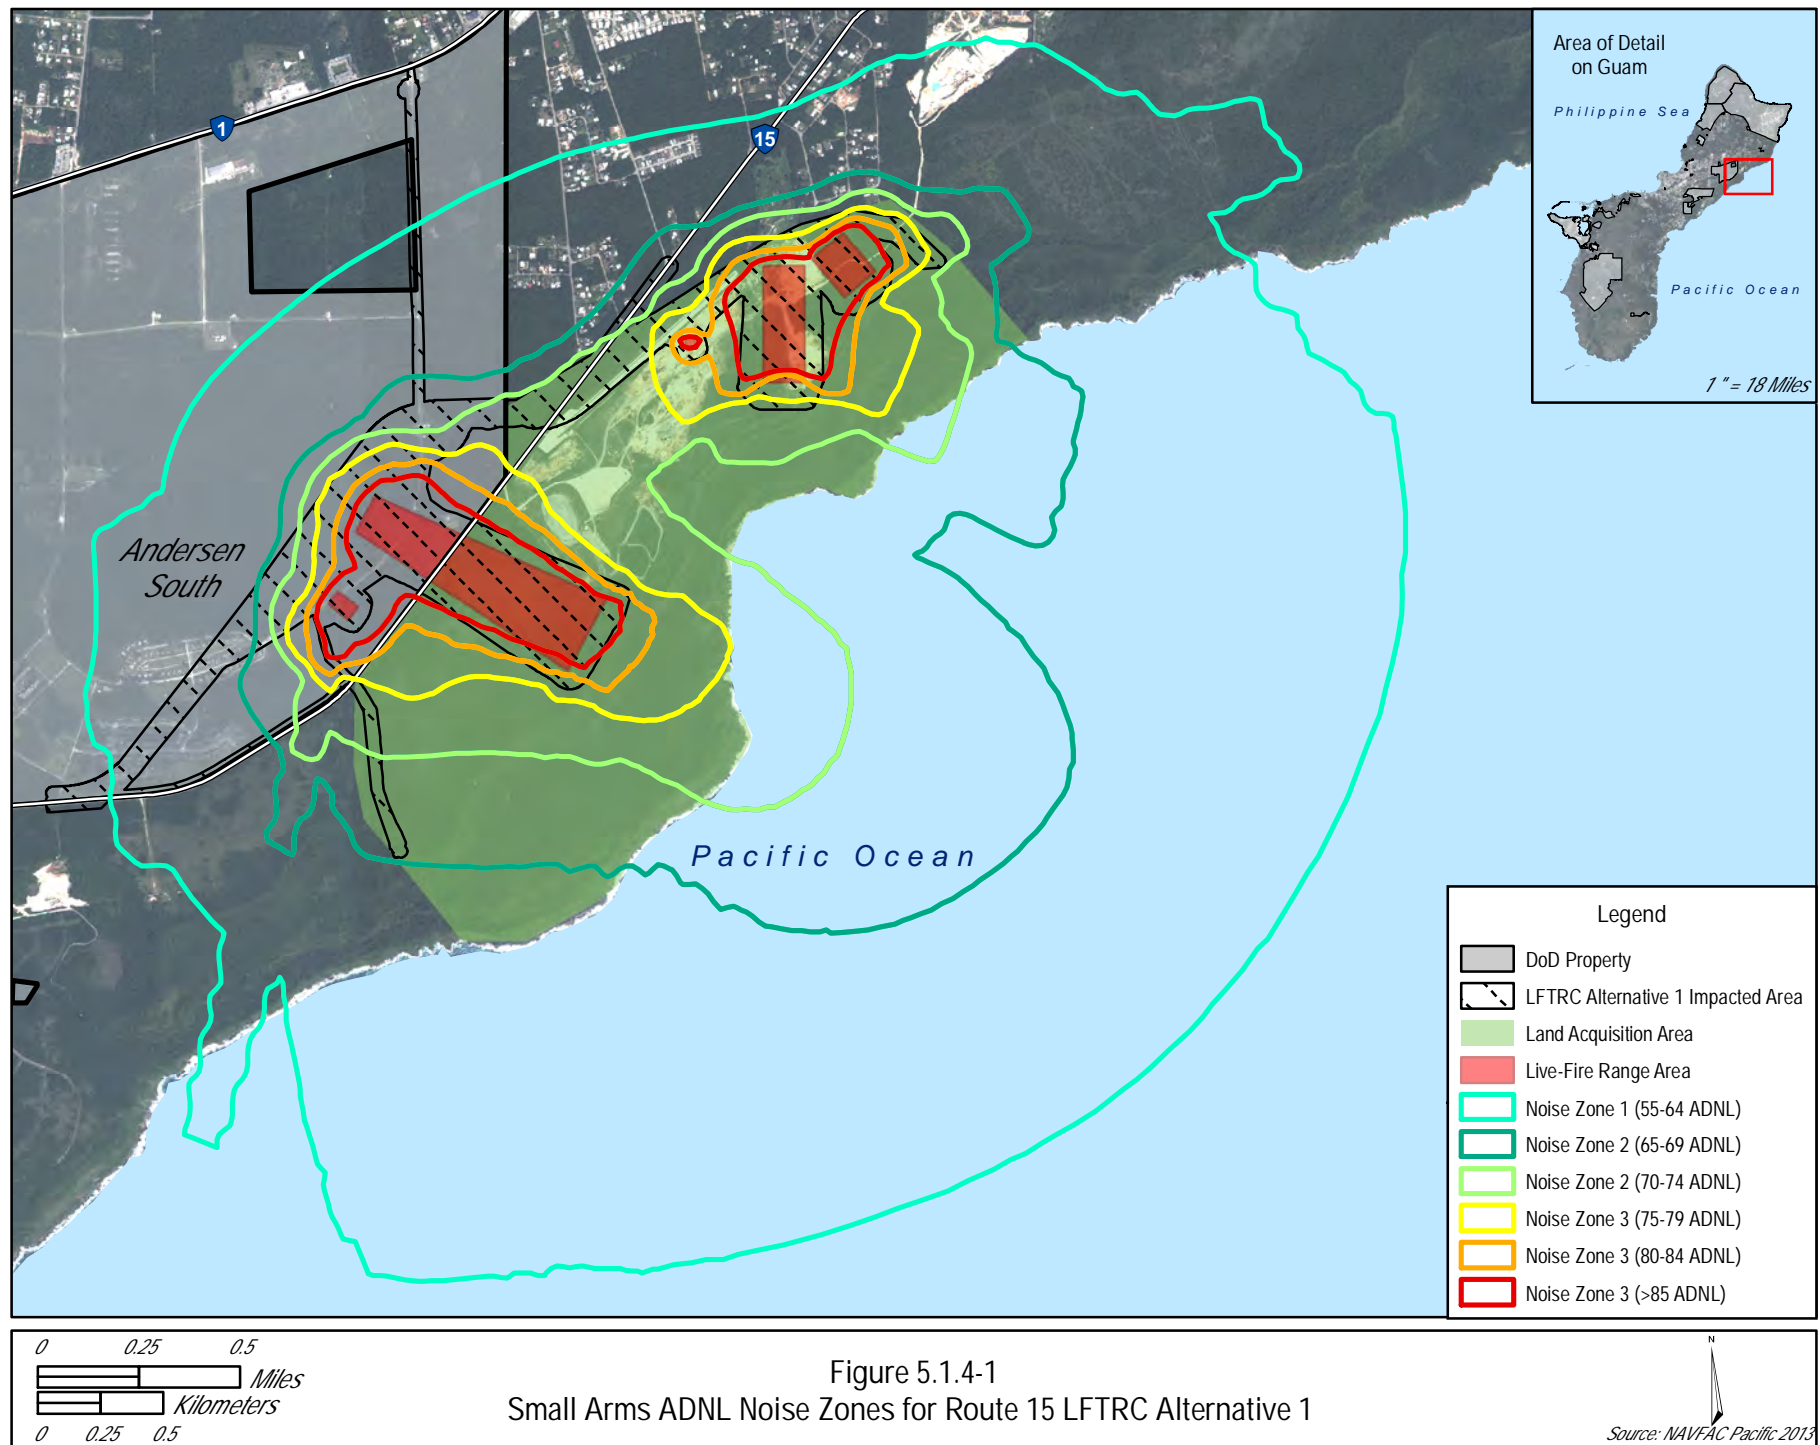 1
15
Andersen
South
Pacific Ocean
Area of Detail
on Guam
Philippine Sea
Pacific Ocean
1 " = 18 Miles
Legend
DoD Property
LFTRC Alternative 1 Impacted Area
Land Acquisition Area
Live-Fire Range Area
Noise Zone 1 (55-64 ADNL)
Noise Zone 2 (65-69 ADNL)
Noise Zone 2 (70-74 ADNL)
Noise Zone 3 (75-79 ADNL)
Noise Zone 3 (80-84 ADNL)
Noise Zone 3 (>85 ADNL)
0 0.25 0.5
Miles
Kilometers
0 0.25 0.5
Figure 5.1.4-1
Small Arms ADNL Noise Zones for Route 15 LFTRC Alternative 1
N
Source: NAVFAC Pacific 2013